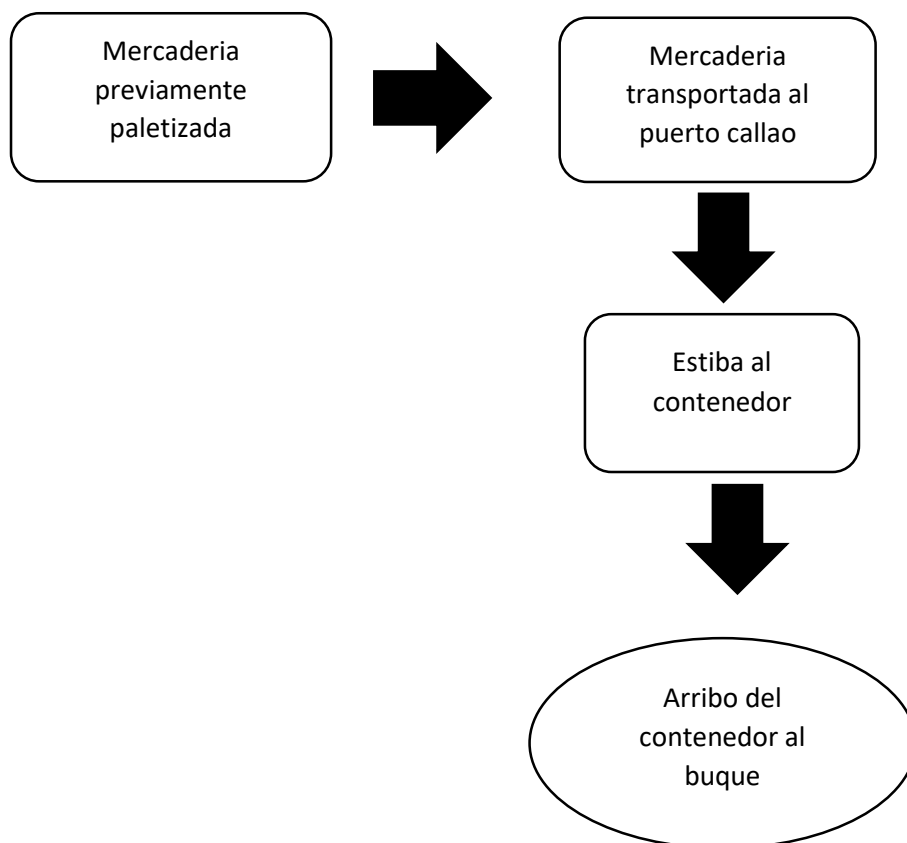 Mercaderia
previamente
paletizada
Mercaderia
transportada al
puerto callao
Estiba al
contenedor
Arribo del
contenedor al
buque